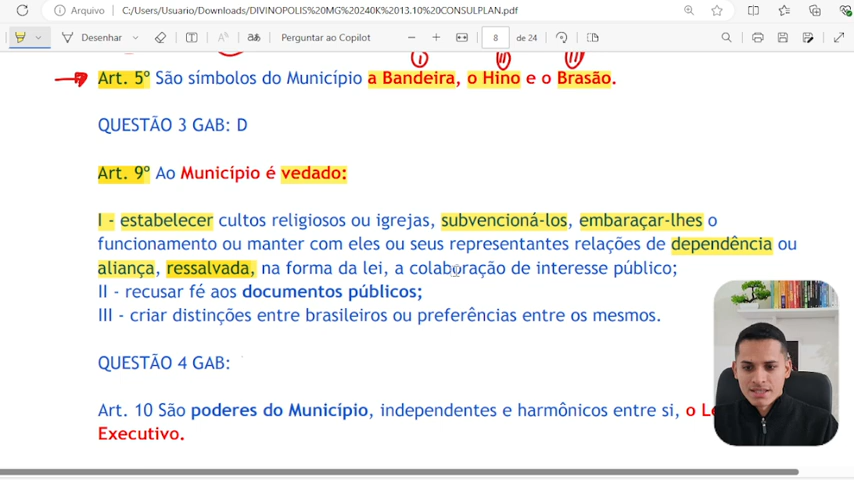 Arquivo C:/Users/Usuario/Downloads/DIVINOPOLIS%20MG%20240K%2013.10%20CONSULPLAN.pdf
Desenhar Perguntar ao Copilot 8 de 24
I II III
Art. 5º São símbolos do Município a Bandeira, o Hino e o Brasão.
QUESTÃO 3 GAB: D
Art. 9º Ao Município é vedado:
I - estabelecer cultos religiosos ou igrejas, subvencioná-los, embaraçar-lhes o
funcionamento ou manter com eles ou seus representantes relações de dependência ou
aliança, ressalvada, na forma da lei, a colaboração de interesse público;
II - recusar fé aos documentos públicos;
III - criar distinções entre brasileiros ou preferências entre os mesmos.
QUESTÃO 4 GAB:
Art. 10 São poderes do Município, independentes e harmônicos entre si, o
Executivo.